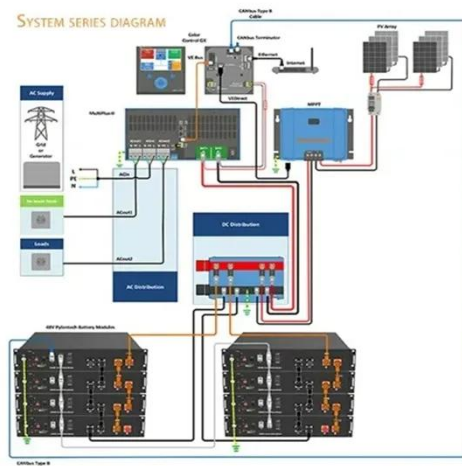 SYSTEM SERIES DIAGRAM
CANbus Type B
Cable
Color
Control GX
CANbus Terminator
PV Array
VE Bus
Ethernet
Internet
AC Supply
VE.Direct
MPPT
MultiPlus-II
Grid
or
Generator
L
PE
N
ACin
ACout1
Loads
DC Distribution
ACout2
AC Distribution
48V Pylontech Battery Modules
CANbus Type B